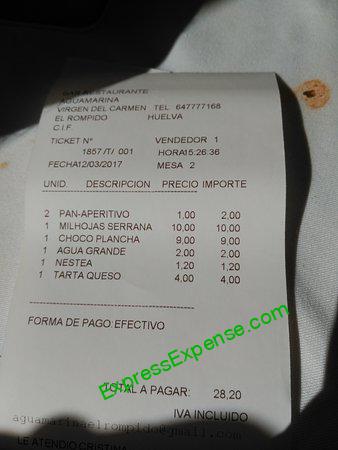 BAR RESTAURANTE
AGUAMARINA
VIRGEN DEL CARMEN TEL 647777168
EL ROMPIDO HUELVA
C.I.F.
TICKET Nº VENDEDOR 1
1857 /T/ 001 HORA15:26:36
FECHA12/03/2017 MESA 2
UNID. DESCRIPCION PRECIO IMPORTE
2 PAN-APERITIVO 1,00 2,00
1 MILHOJAS SERRANA 10,00 10,00
1 CHOCO PLANCHA 9,00 9,00
1 AGUA GRANDE 2,00 2,00
1 NESTEA 1,20 1,20
1 TARTA QUESO 4,00 4,00
FORMA DE PAGO:EFECTIVO
ExpressExpense.com
TOTAL A PAGAR: 28,20
IVA INCLUIDO
aguamarinaelrompido@gmail.com
LE ATENDIO CRISTINA